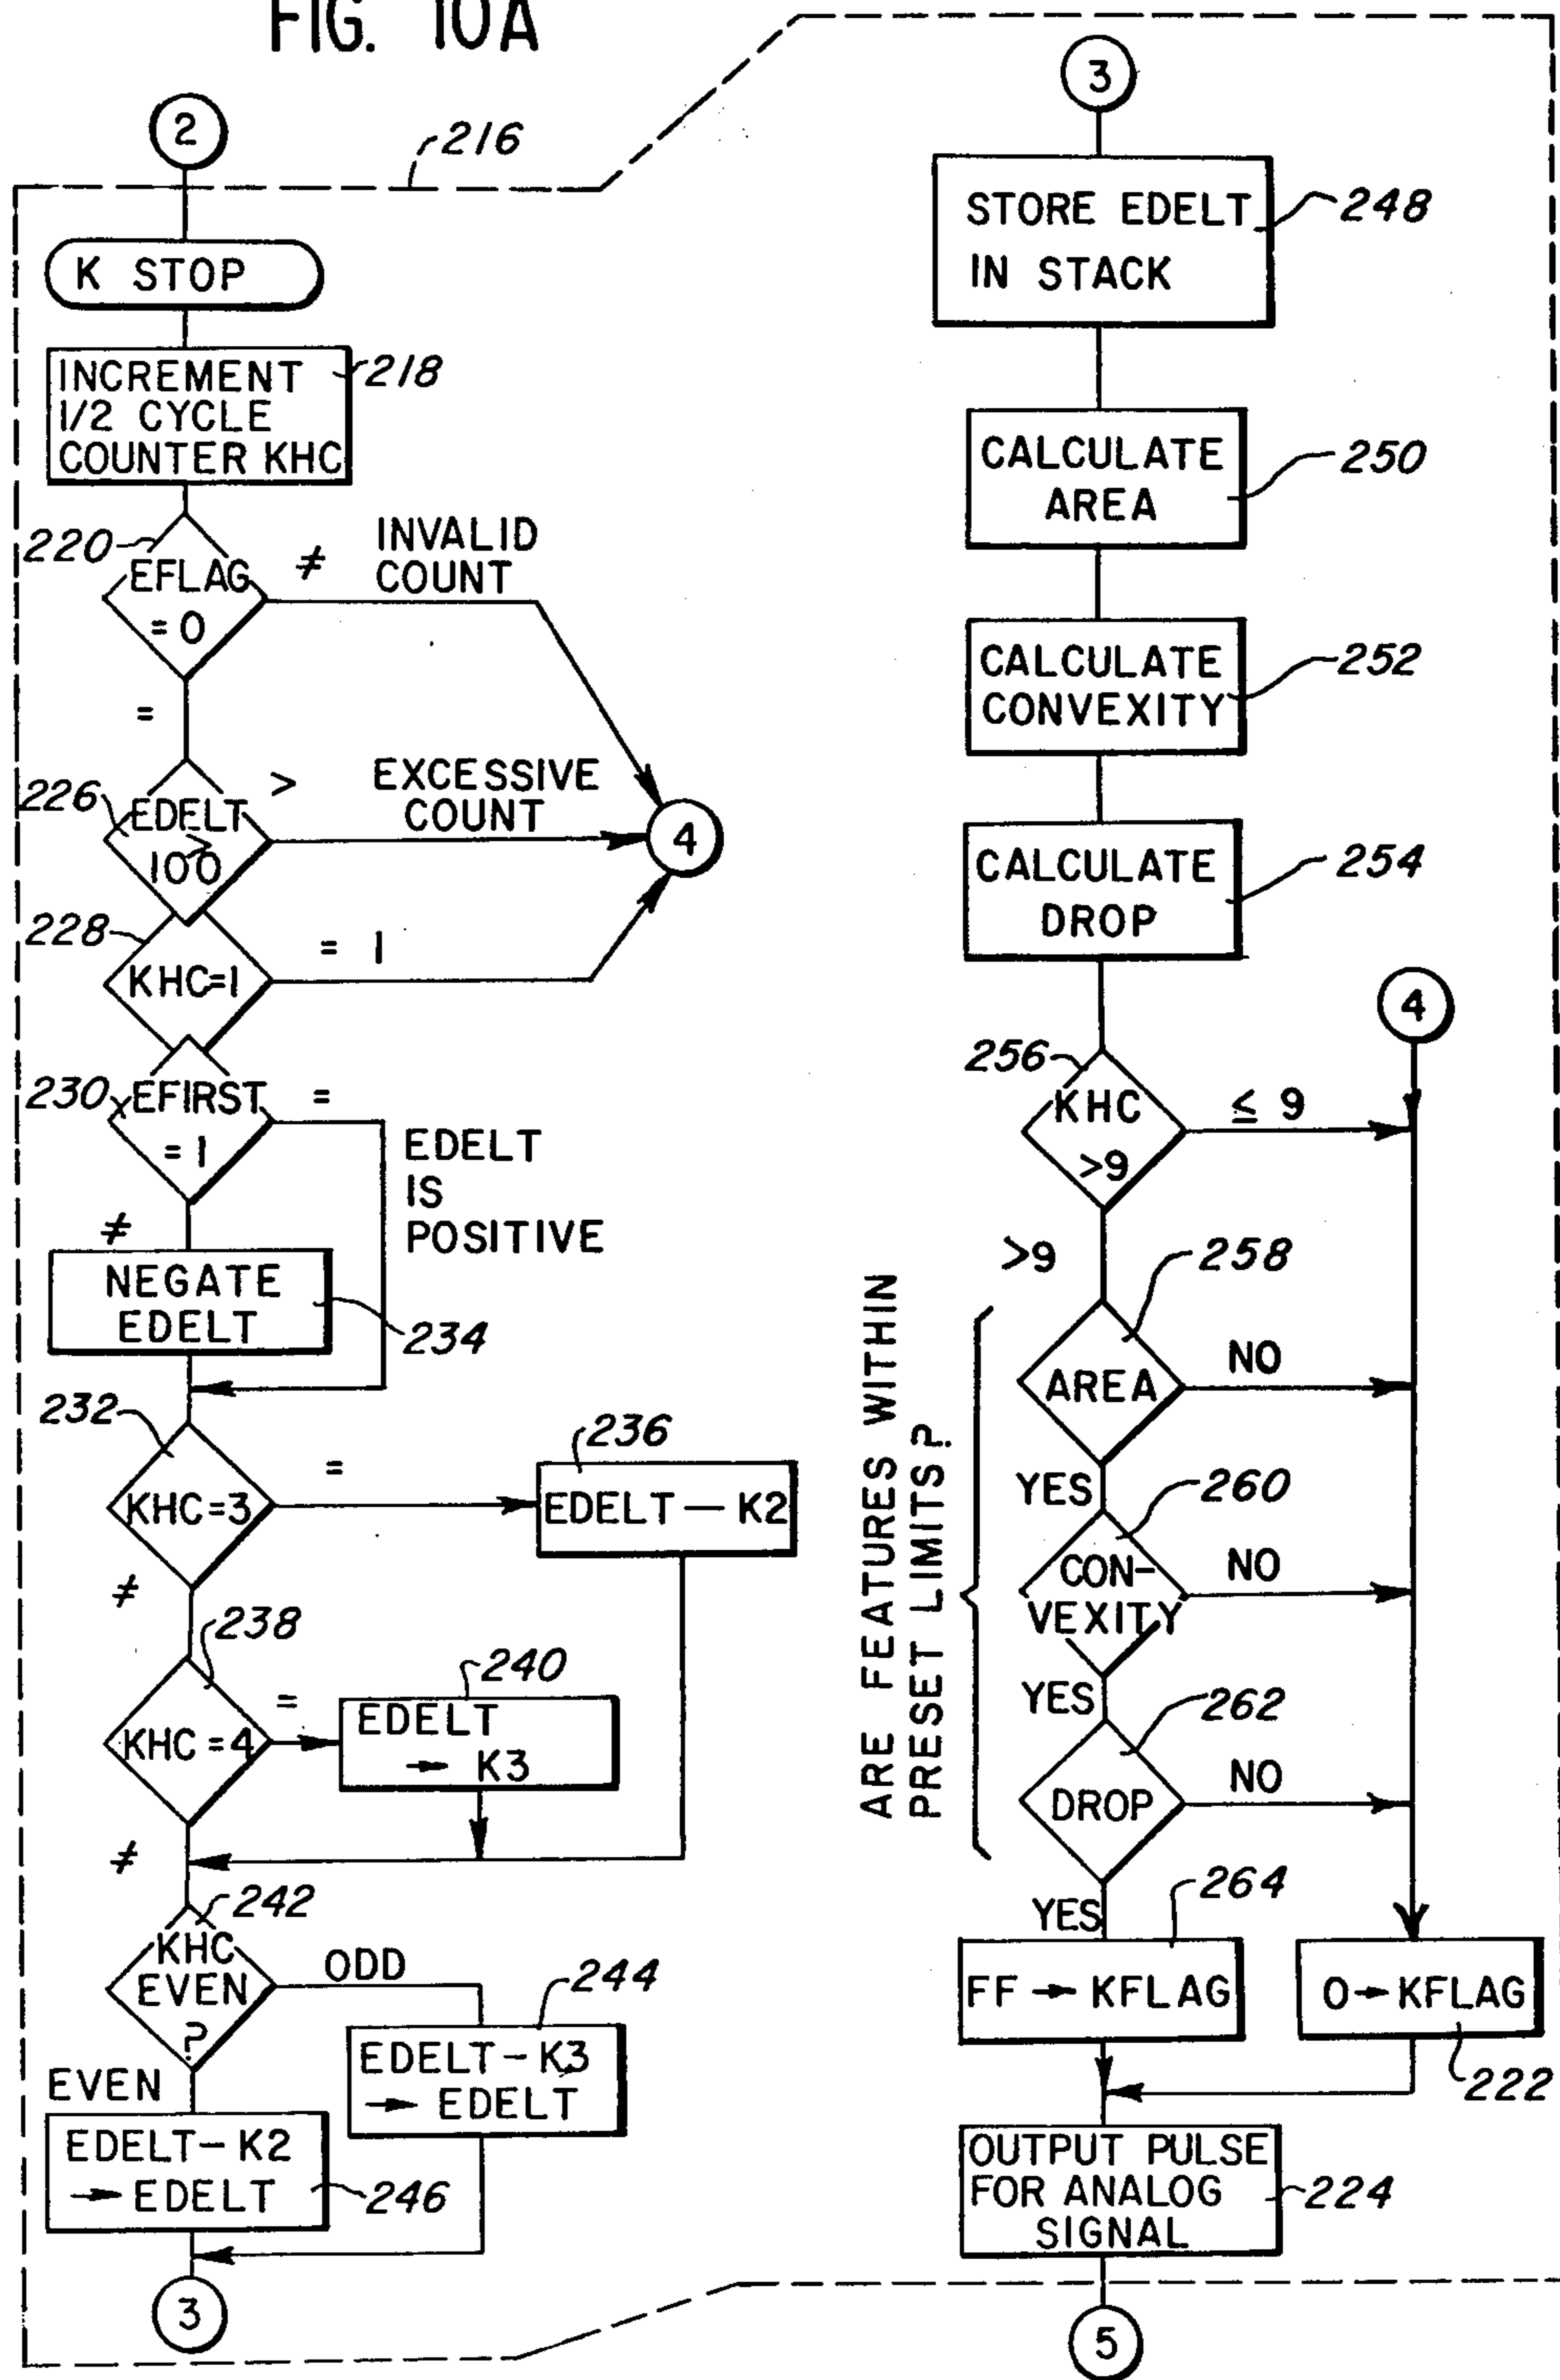 FIG. 10A
2
216
K STOP
INCREMENT
1/2 CYCLE
COUNTER KHC
218
220
EFLAG
= 0
≠
INVALID
COUNT
=
226
EDELT
>
100
>
EXCESSIVE
COUNT
4
228
KHC=1
= 1
230
EFIRST
= 1
=
EDELT
IS
POSITIVE
≠
NEGATE
EDELT
234
232
KHC=3
=
236
EDELT — K2
≠
238
KHC=4
=
240
EDELT
→ K3
≠
242
KHC
EVEN
?
ODD
244
EDELT-K3
→ EDELT
EVEN
EDELT-K2
→ EDELT
246
3
3
STORE EDELT
IN STACK
248
CALCULATE
AREA
250
CALCULATE
CONVEXITY
252
CALCULATE
DROP
254
4
256
KHC
>9
≤ 9
>9
258
AREA
NO
ARE FEATURES WITHIN
PRESET LIMITS?
YES
260
CON-
VEXITY
NO
YES
262
DROP
NO
YES
264
FF → KFLAG
0→KFLAG
222
OUTPUT PULSE
FOR ANALOG
SIGNAL
224
5